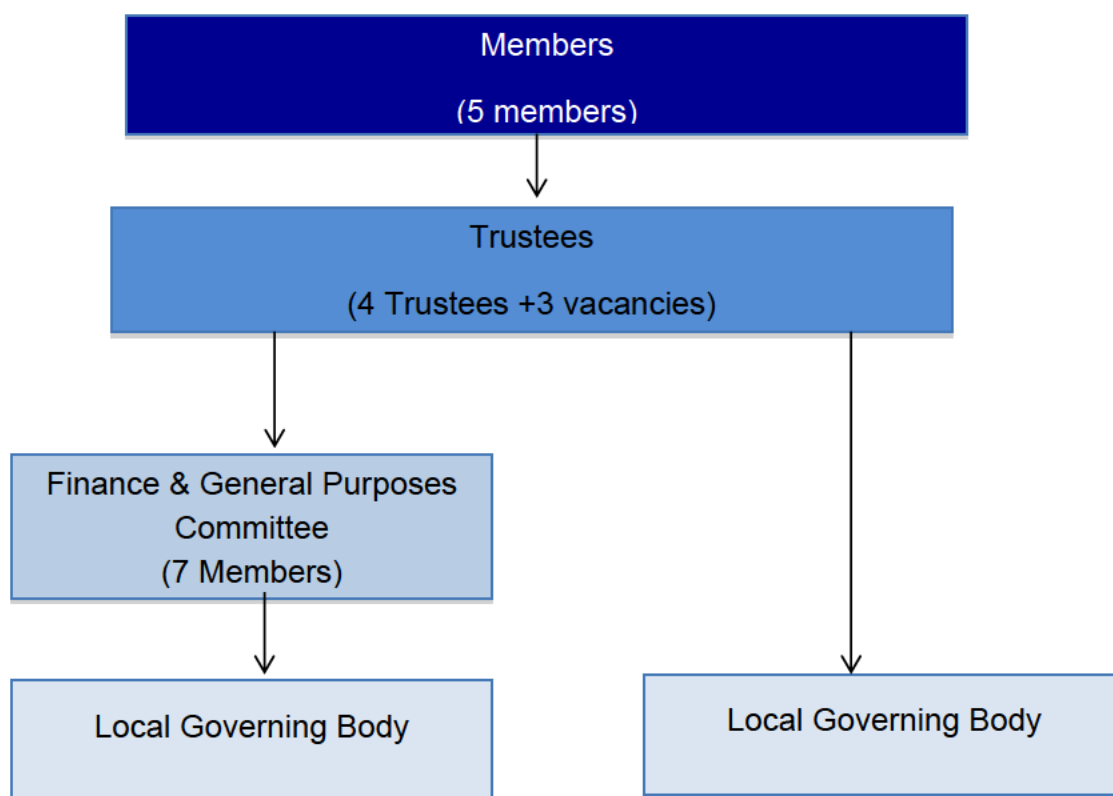 Members
(5 members)
Trustees
(4 Trustees +3 vacancies)
Finance & General Purposes
Committee
(7 Members)
Local Governing Body
Local Governing Body